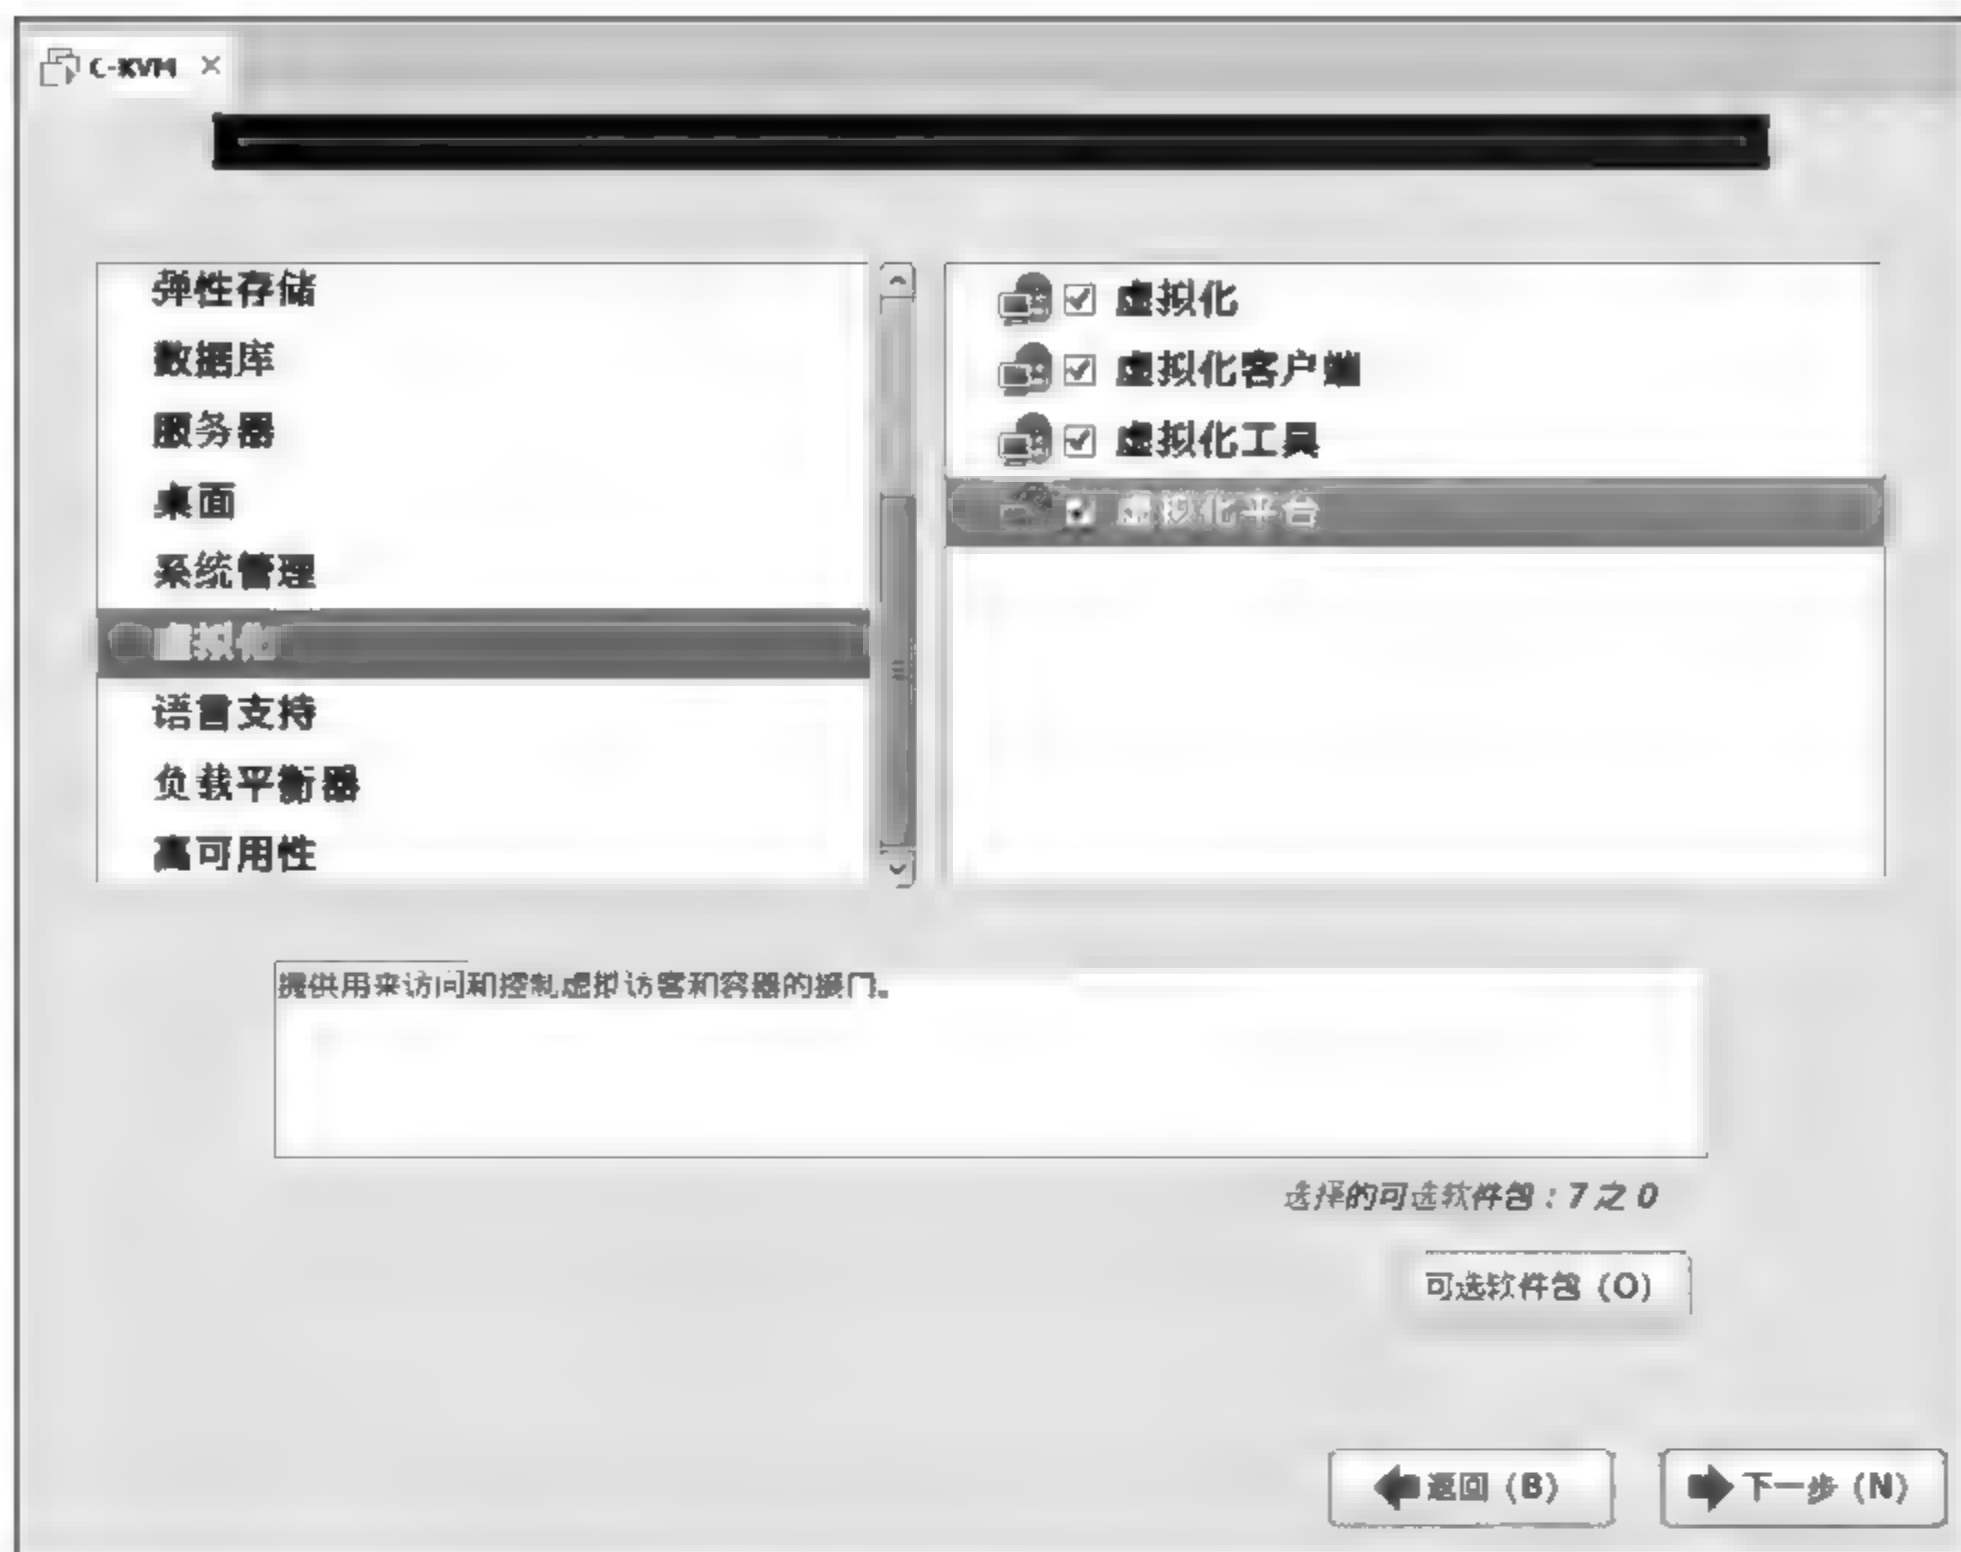 C-KVM ×
弹性存储
数据库
服务器
桌面
系统管理
虚拟化
语言支持
负载平衡器
高可用性
虚拟化
虚拟化客户端
虚拟化工具
虚拟化平台
提供用来访问和控制虚拟访客和容器的接口。
选择的可选软件包：7 之 0
可选软件包 (O)
返回 (B)
下一步 (N)